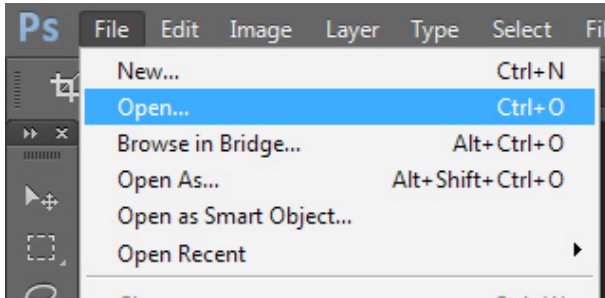 Ps File Edit Image Layer Type Select
New... Ctrl+N
Open... Ctrl+O
Browse in Bridge... Alt+Ctrl+O
Open As... Alt+Shift+Ctrl+O
Open as Smart Object...
Open Recent